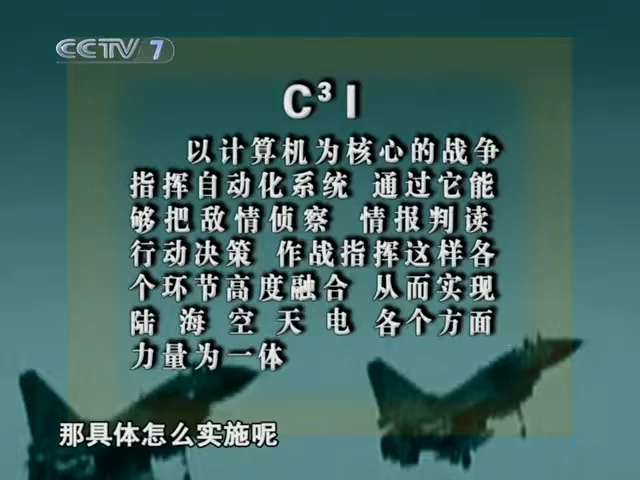 CCTV 7
C³I
以计算机为核心的战争
指挥自动化系统 通过它能
够把敌情侦察 情报判读
行动决策 作战指挥这样各
个环节高度融合 从而实现
陆 海 空 天 电 各个方面
力量为一体
那具体怎么实施呢